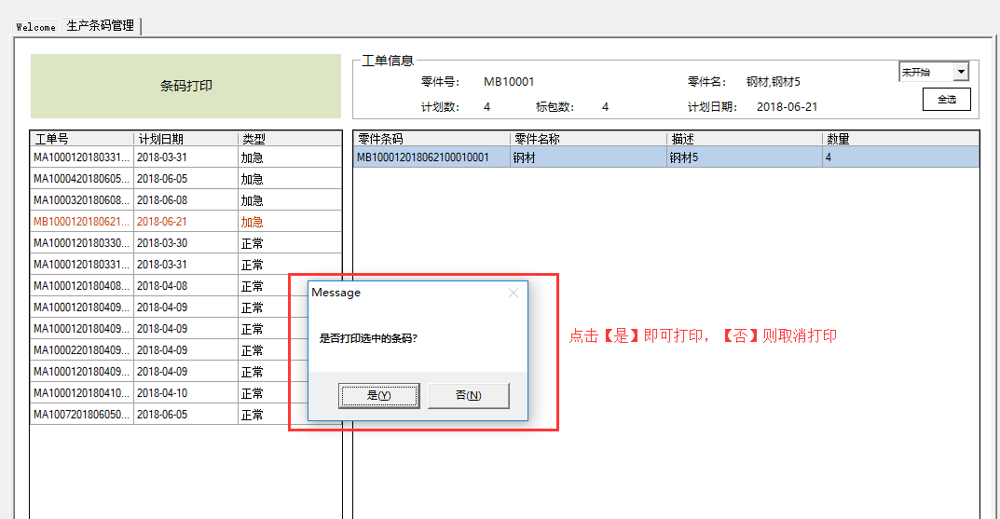 Welcome 生产条码管理
条码打印
工单信息
零件号： MB10001 零件名： 钢材,钢材5
计划数： 4 标包数： 4 计划日期： 2018-06-21
未开始
全选
工单号 计划日期 类型
MA1000120180331... 2018-03-31 加急
MA1000420180605... 2018-06-05 加急
MA1000320180608... 2018-06-08 加急
MB1000120180621... 2018-06-21 加急
MA1000120180330... 2018-03-30 正常
MA1000120180331... 2018-03-31 正常
MA1000120180408... 2018-04-08 正常
MA1000120180409... 2018-04-09 正常
MA1000120180409... 2018-04-09 正常
MA1000220180409... 2018-04-09 正常
MA1000120180409... 2018-04-09 正常
MA1000120180410... 2018-04-10 正常
MA1007201806050... 2018-06-05 正常
零件条码 零件名称 描述 数量
MB100012018062100010001 钢材 钢材5 4
Message
是否打印选中的条码?
是(Y) 否(N)
点击【是】即可打印，【否】则取消打印